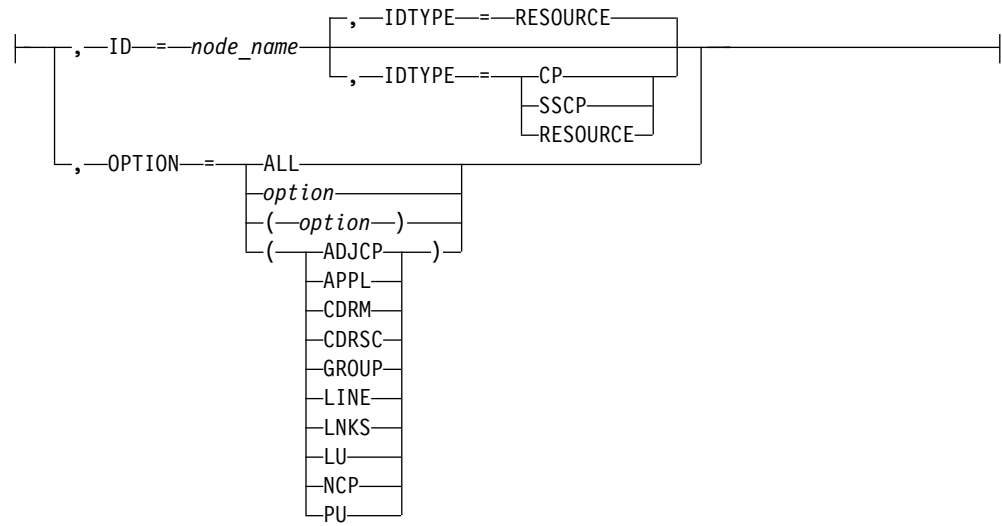 , IDTYPE = RESOURCE
, ID = node_name
, IDTYPE = CP
SSCP
RESOURCE
, OPTION = ALL
option
( option )
( ADJCP )
APPL
CDRM
CDRSC
GROUP
LINE
LNKS
LU
NCP
PU